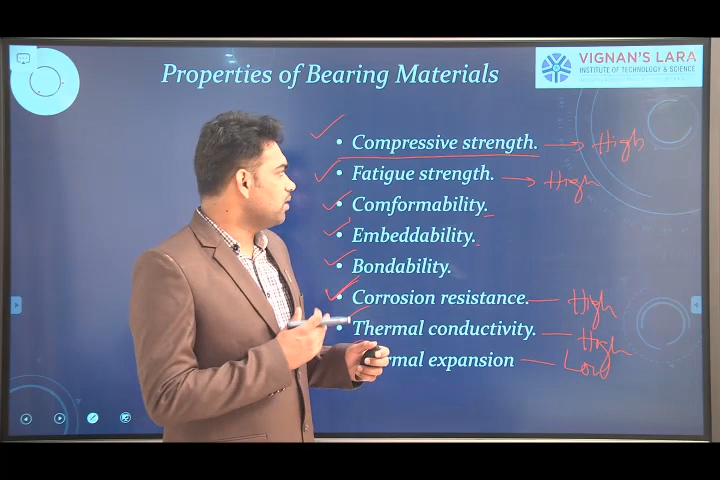 Properties of Bearing Materials
VIGNAN'S LARA
INSTITUTE OF TECHNOLOGY & SCIENCE
• Compressive strength. → High
• Fatigue strength. → High
• Comformability.
• Embeddability.
• Bondability.
• Corrosion resistance. — High
• Thermal conductivity. — High
rmal expansion — Low